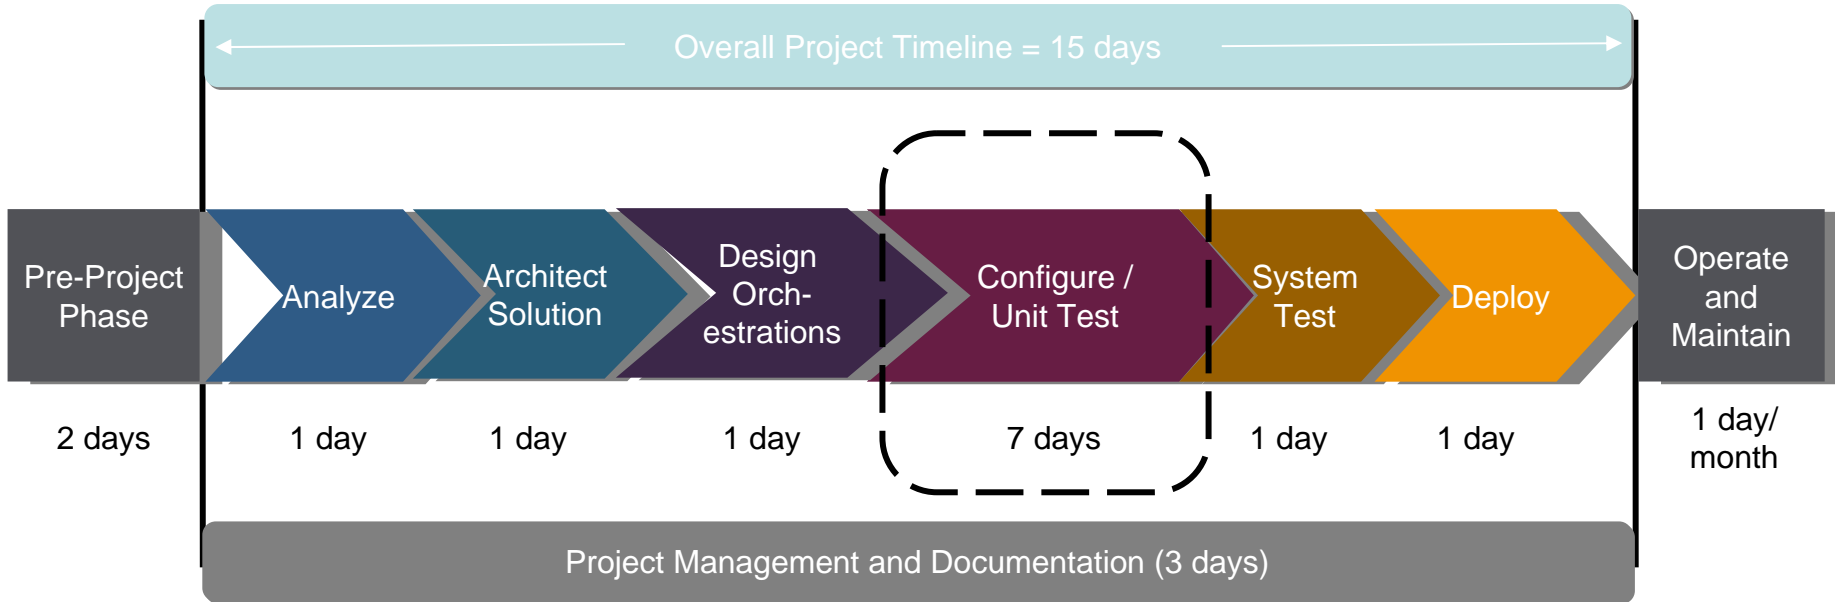 Overall Project Timeline = 15 days
Pre-Project
Phase
Analyze
Architect
Solution
Design
Orch-
estrations
Configure /
Unit Test
System
Test
Deploy
Operate
and
Maintain
2 days
1 day
1 day
1 day
7 days
1 day
1 day
1 day/
month
Project Management and Documentation (3 days)